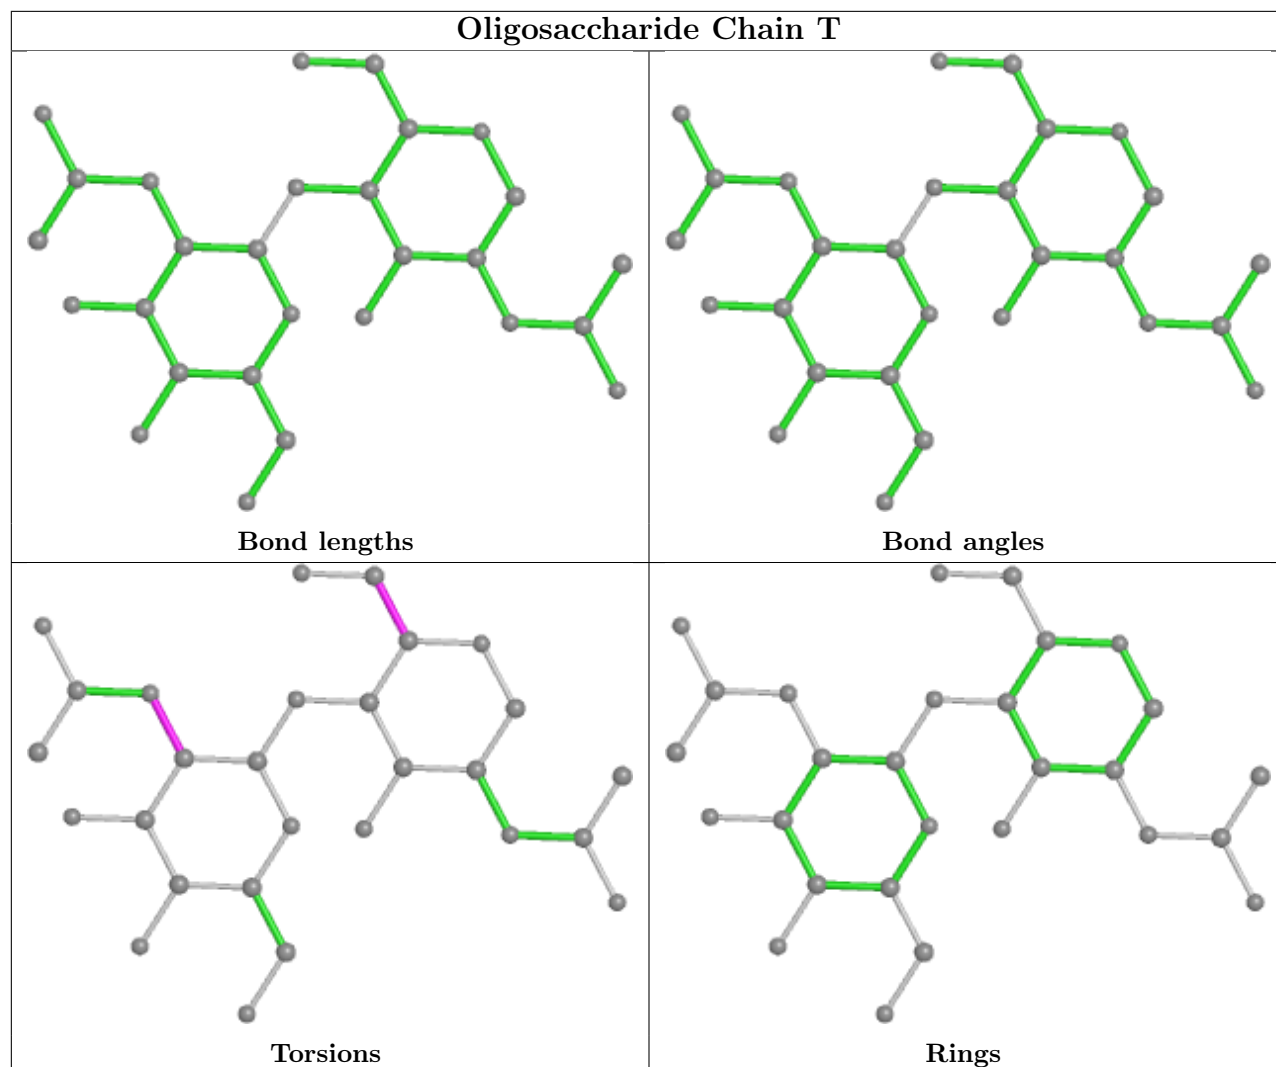 Oligosaccharide Chain T
Bond lengths
Bond angles
Torsions
Rings